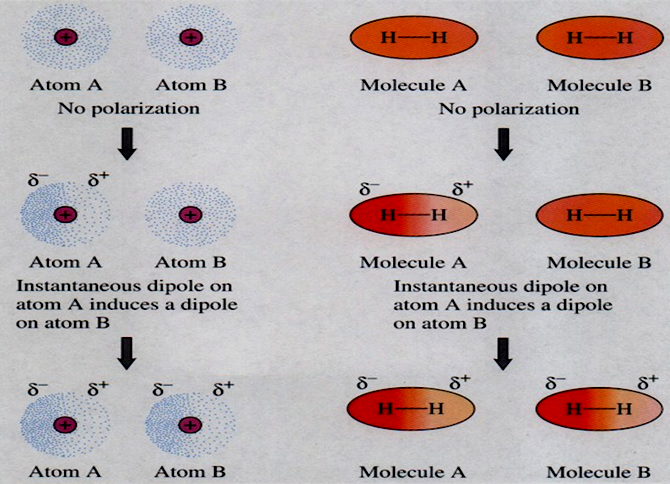 + +
Atom A Atom B
No polarization
δ− δ+
+ +
Atom A Atom B
Instantaneous dipole on
atom A induces a dipole
on atom B
δ− δ+ δ− δ+
+ +
Atom A Atom B
H—H H—H
Molecule A Molecule B
No polarization
δ− δ+
H—H H—H
Molecule A Molecule B
Instantaneous dipole on
atom A induces a dipole
on atom B
δ− δ+ δ− δ+
H—H H—H
Molecule A Molecule B